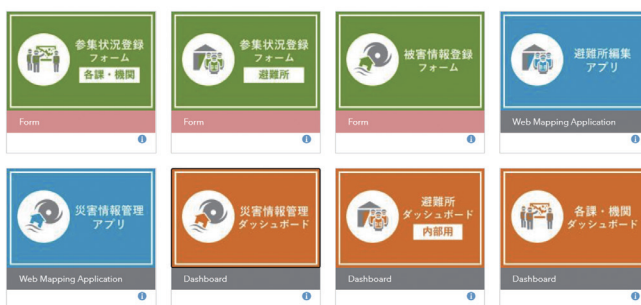 参集状況登録
フォーム
各課・機関
Form
参集状況登録
フォーム
避難所
Form
被害情報登録
フォーム
Form
避難所編集
アプリ
Web Mapping Application
災害情報管理
アプリ
Web Mapping Application
災害情報管理
ダッシュボード
Dashboard
避難所
ダッシュボード
内部用
Dashboard
各課・機関
ダッシュボード
Dashboard